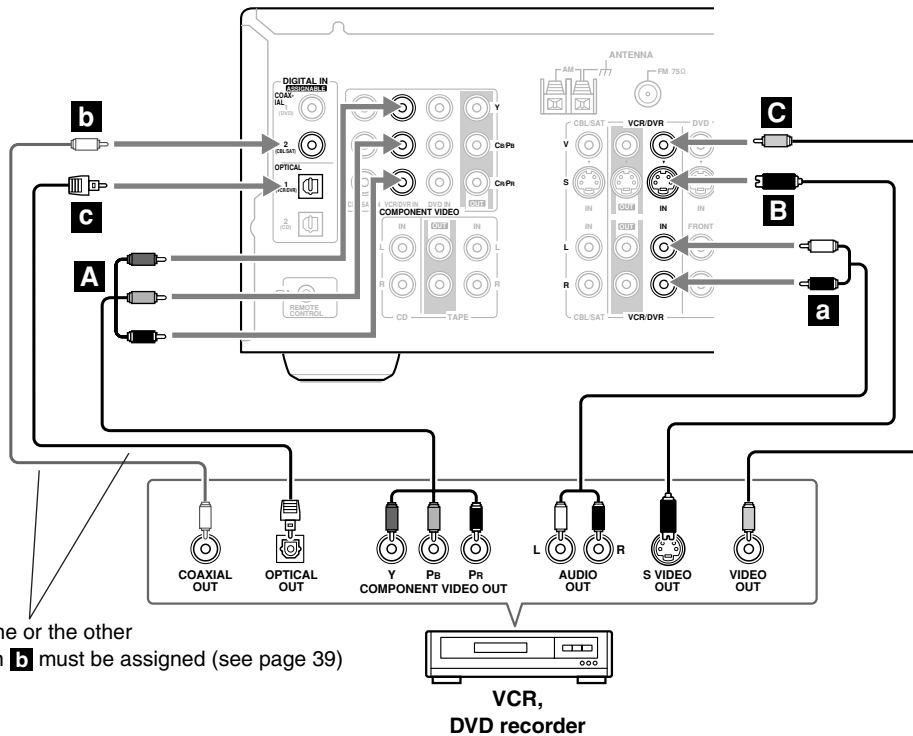 ANTENNA
AM
FM 75Ω
DIGITAL IN
ASSIGNABLE
COAX-
IAL
1
(DVD)
2
(CBL/SAT)
OPTICAL
1
(VCR/DVR)
2
(CD)
Y
CB/PB
CR/PR
VCR/DVR IN
DVD IN
OUT
COMPONENT VIDEO
IN
OUT
IN
L
L
R
R
CD
TAPE
REMOTE
CONTROL
CBL/SAT
VCR/DVR
DVD
V
S
IN
OUT
IN
IN
IN
OUT
IN
FRONT
L
R
CBL/SAT
VCR/DVR
b
c
A
C
B
a
COAXIAL
OUT
OPTICAL
OUT
Y
PB
PR
COMPONENT VIDEO OUT
L
R
AUDIO
OUT
S VIDEO
OUT
VIDEO
OUT
ne or the other
n b must be assigned (see page 39)
VCR,
DVD recorder